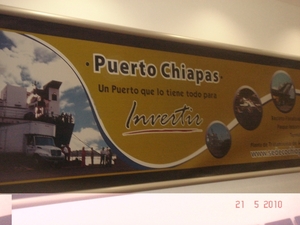 · Puerto Chiapas ·
Un Puerto que lo tiene todo para
Invertir
21 5 2010